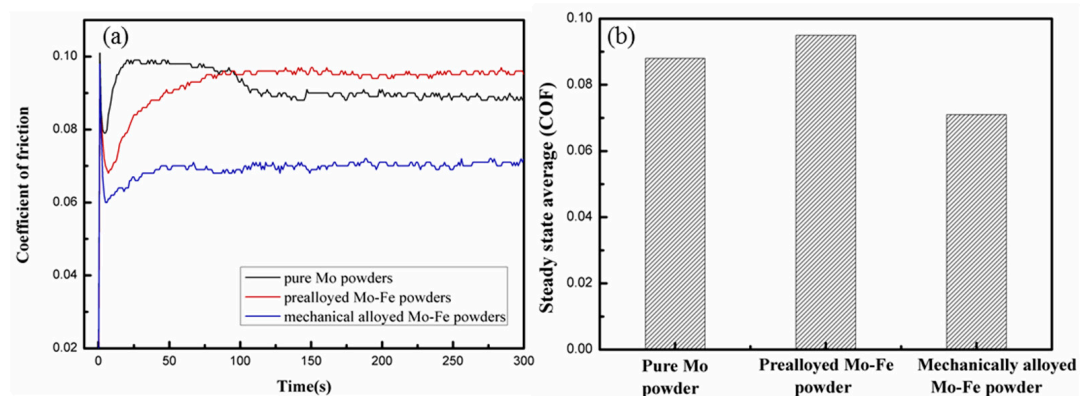 (a)
Coefficient of friction
0.10
0.08
0.06
0.04
0.02
pure Mo powders
prealloyed Mo-Fe powders
mechanical alloyed Mo-Fe powders
0
50
100
150
200
250
300
Time(s)
(b)
Steady state average (COF)
0.10
0.08
0.06
0.04
0.02
0.00
Pure Mo
powder
Prealloyed Mo-Fe
powder
Mechanically alloyed
Mo-Fe powder